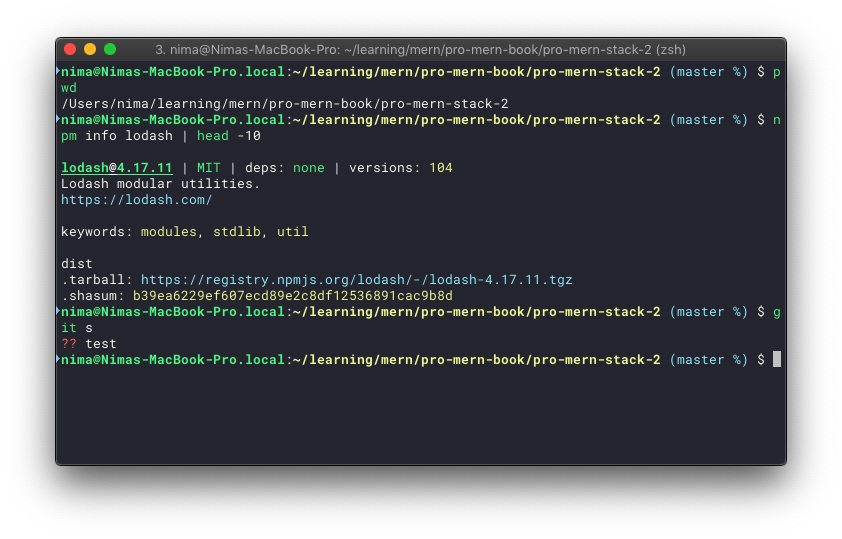 3. nima@Nimas-MacBook-Pro: ~/learning/mern/pro-mern-book/pro-mern-stack-2 (zsh)
nima@Nimas-MacBook-Pro.local:~/learning/mern/pro-mern-book/pro-mern-stack-2 (master %) $ p
wd
/Users/nima/learning/mern/pro-mern-book/pro-mern-stack-2
nima@Nimas-MacBook-Pro.local:~/learning/mern/pro-mern-book/pro-mern-stack-2 (master %) $ n
pm info lodash | head -10
lodash@4.17.11 | MIT | deps: none | versions: 104
Lodash modular utilities.
https://lodash.com/
keywords: modules, stdlib, util
dist
.tarball: https://registry.npmjs.org/lodash/-/lodash-4.17.11.tgz
.shasum: b39ea6229ef607ecd89e2c8df12536891cac9b8d
nima@Nimas-MacBook-Pro.local:~/learning/mern/pro-mern-book/pro-mern-stack-2 (master %) $ g
it s
?? test
nima@Nimas-MacBook-Pro.local:~/learning/mern/pro-mern-book/pro-mern-stack-2 (master %) $